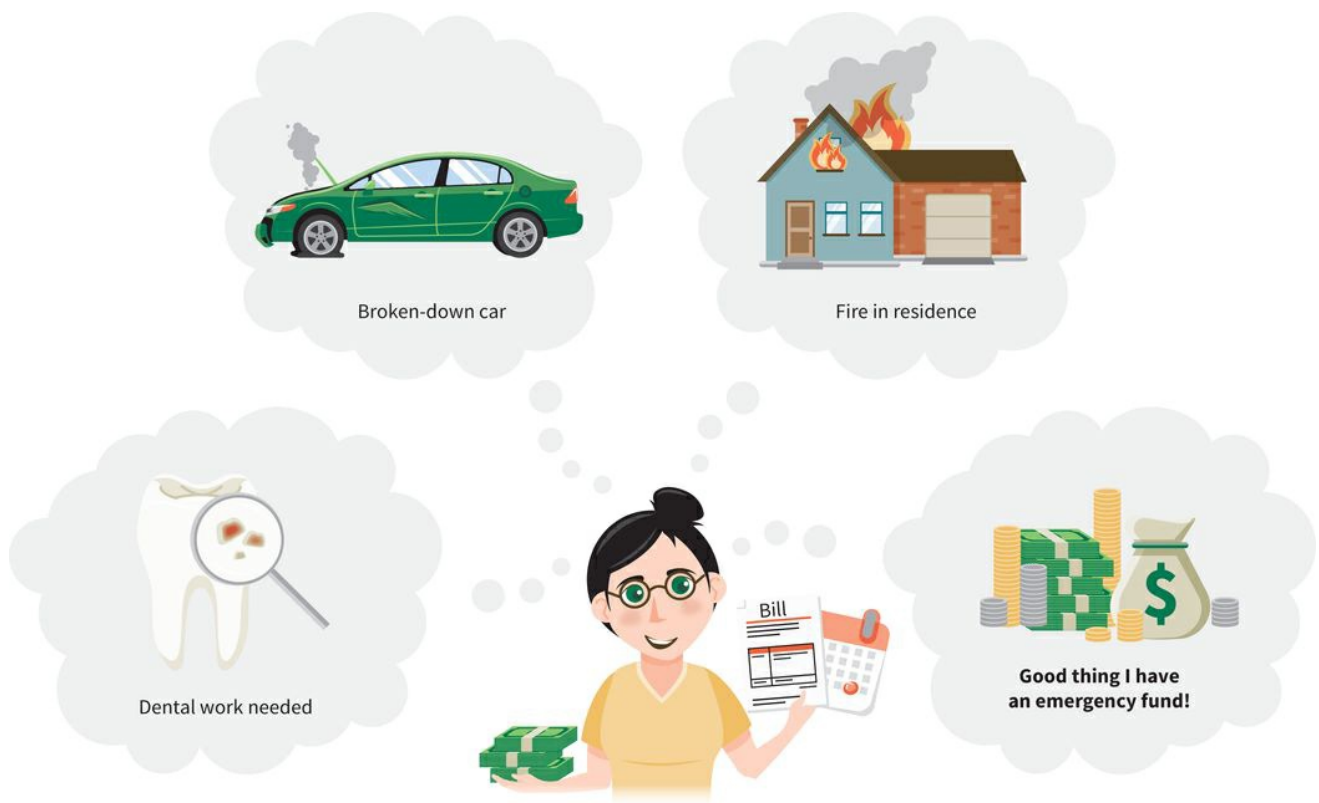 Broken-down car
Fire in residence
Dental work needed
Bill
$
Good thing I have
an emergency fund!